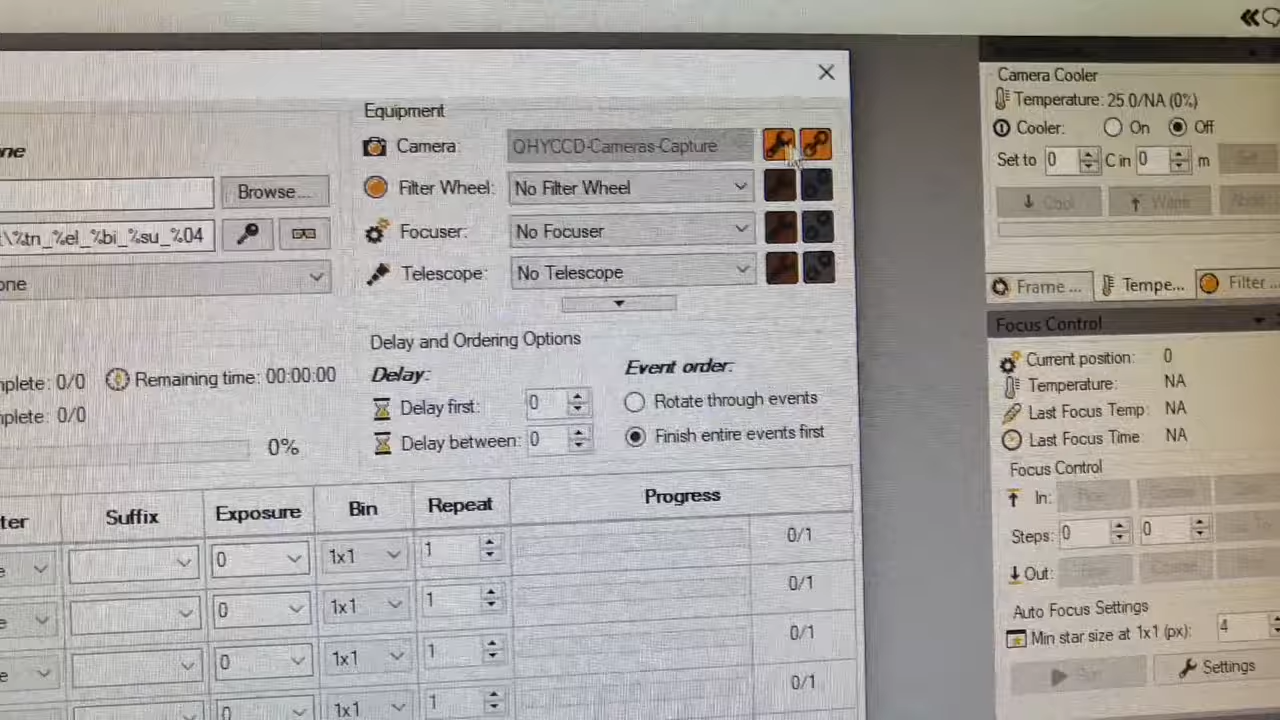 Equipment
Camera:
QHYCCD-Cameras-Capture
Filter Wheel:
No Filter Wheel
Focuser:
No Focuser
Telescope:
No Telescope
ne
Browse...
\%tn_%el_%bi_%su_%04
one
Delay and Ordering Options
mplete: 0/0
Remaining time: 00:00:00
mplete: 0/0
0%
Delay:
Delay first:
0
Delay between:
0
Event order:
Rotate through events
Finish entire events first
ter
Suffix
Exposure
Bin
Repeat
Progress
e
0
1x1
1
0/1
e
0
1x1
1
0/1
e
0
1x1
1
0/1
0
1x1
1
0/1
Camera Cooler
Temperature: 25.0/NA (0%)
Cooler:
On
Off
Set to
0
C in
0
m
Cool
Warm
Frame ...
Tempe...
Filter ...
Focus Control
Current position:
0
Temperature:
NA
Last Focus Temp:
NA
Last Focus Time:
NA
Focus Control
In:
Steps:
0
0
Out:
Auto Focus Settings
Min star size at 1x1 (px):
4
Settings